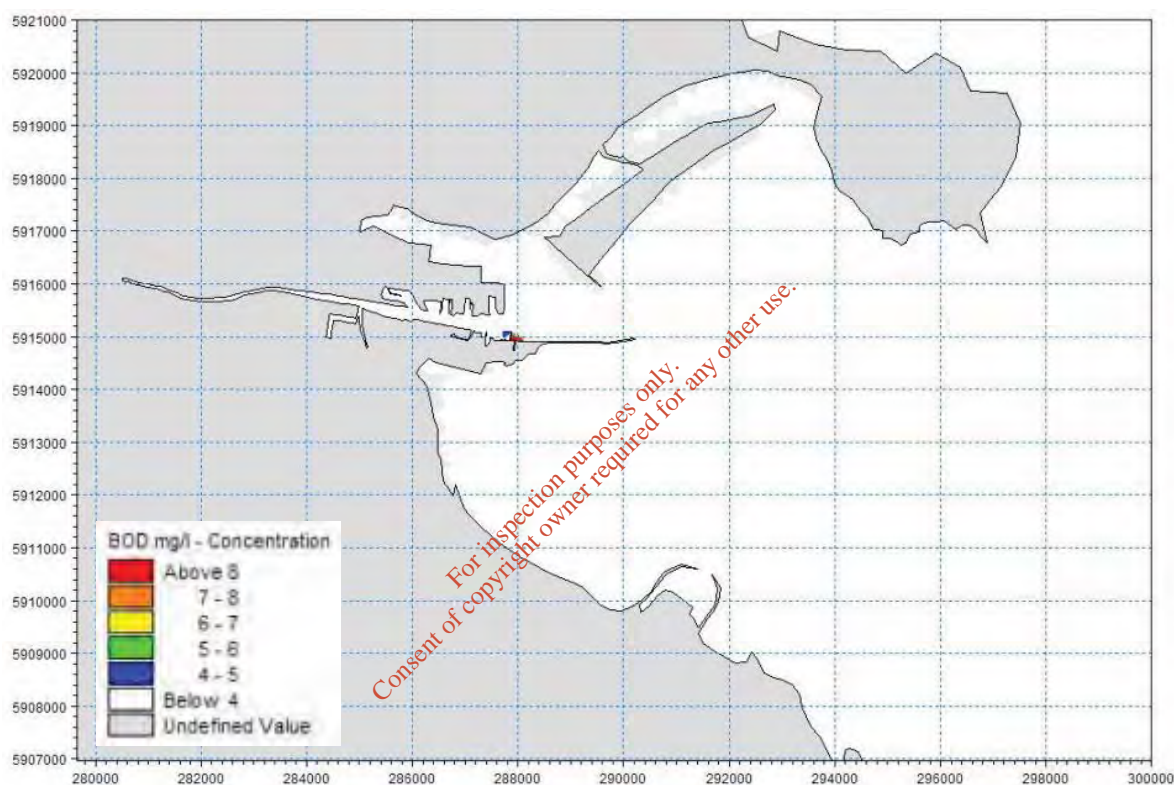 5921000
5920000
5919000
5918000
5917000
5916000
5915000
5914000
5913000
5912000
5911000
5910000
5909000
5908000
5907000
BOD mg/l - Concentration
Above 8
7 - 8
6 - 7
5 - 6
4 - 5
Below 4
Undefined Value
For inspection purposes only.
Consent of copyright owner required for any other use.
280000 282000 284000 286000 288000 290000 292000 294000 296000 298000 300000